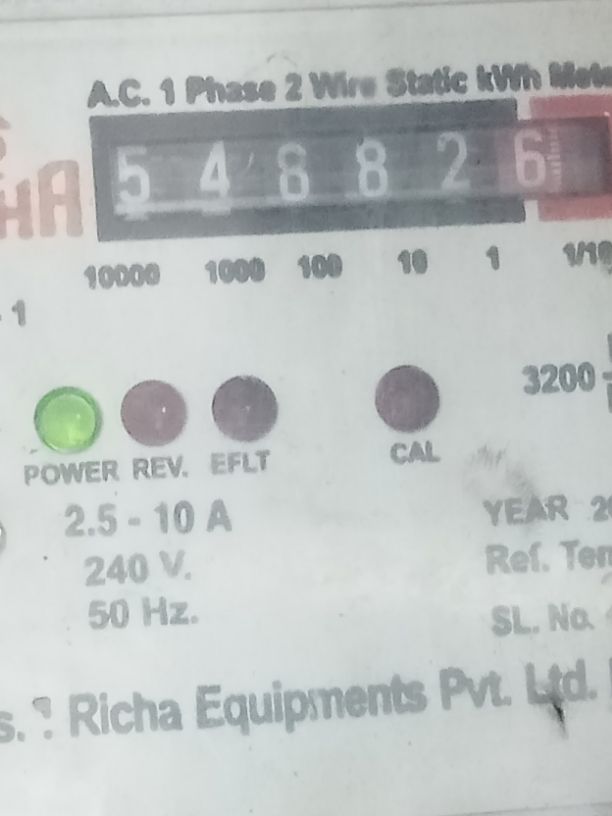 A.C. 1 Phase 2 Wire Static kWh
HA
5 4 8 8 2 6
10000 1000 100 10 1 1/10
- 1
3200
POWER REV. EFLT CAL
2.5 - 10 A
YEAR
240 V.
Ref.
50 Hz.
SL. No.
Richa Equipments Pvt. Ltd.